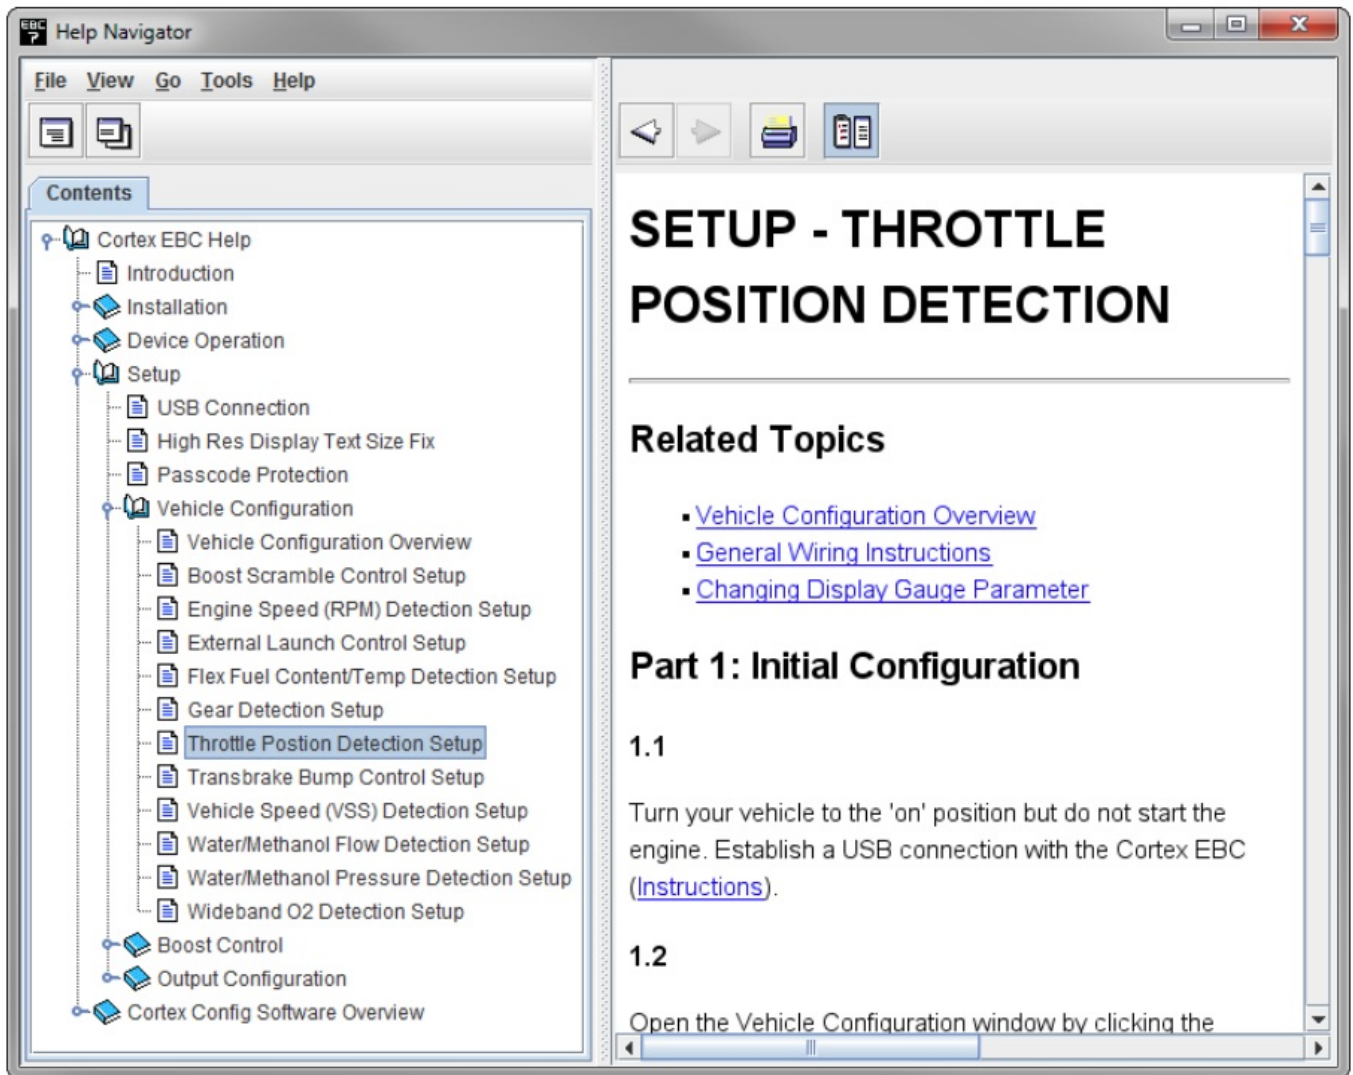 EBC
?
Help Navigator
File View Go Tools Help
Contents
Cortex EBC Help
Introduction
Installation
Device Operation
Setup
USB Connection
High Res Display Text Size Fix
Passcode Protection
Vehicle Configuration
Vehicle Configuration Overview
Boost Scramble Control Setup
Engine Speed (RPM) Detection Setup
External Launch Control Setup
Flex Fuel Content/Temp Detection Setup
Gear Detection Setup
Throttle Postion Detection Setup
Transbrake Bump Control Setup
Vehicle Speed (VSS) Detection Setup
Water/Methanol Flow Detection Setup
Water/Methanol Pressure Detection Setup
Wideband O2 Detection Setup
Boost Control
Output Configuration
Cortex Config Software Overview
SETUP - THROTTLE
POSITION DETECTION
Related Topics
Vehicle Configuration Overview
General Wiring Instructions
Changing Display Gauge Parameter
Part 1: Initial Configuration
1.1
Turn your vehicle to the 'on' position but do not start the
engine. Establish a USB connection with the Cortex EBC
(Instructions).
1.2
Open the Vehicle Configuration window by clicking the